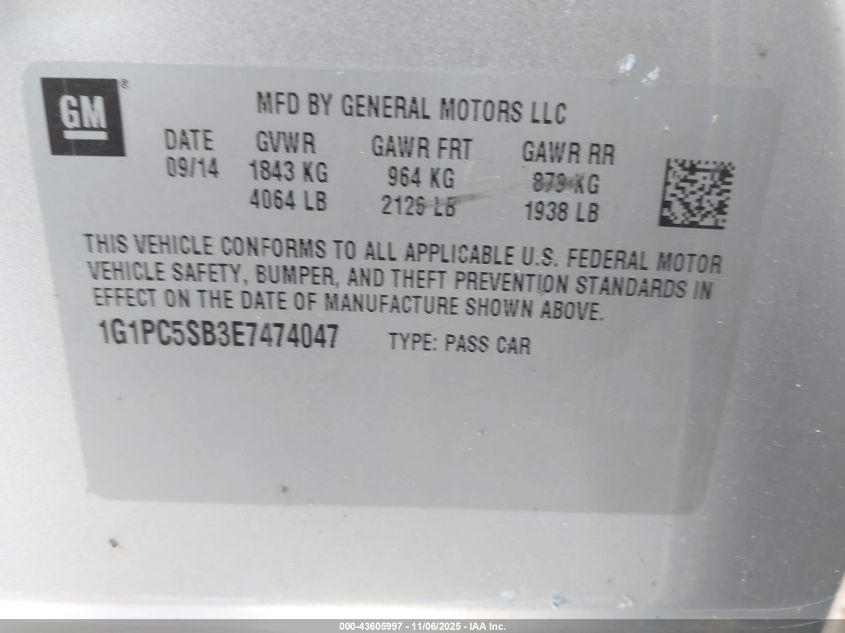 GM®
MFD BY GENERAL MOTORS LLC
DATE GVWR GAWR FRT GAWR RR
09/14 1843 KG 964 KG 879 KG
4064 LB 2126 LB 1938 LB
THIS VEHICLE CONFORMS TO ALL APPLICABLE U.S. FEDERAL MOTOR
VEHICLE SAFETY, BUMPER, AND THEFT PREVENTION STANDARDS IN
EFFECT ON THE DATE OF MANUFACTURE SHOWN ABOVE.
1G1PC5SB3E7474047 TYPE: PASS CAR
000-43605997 - 11/06/2025 - IAA Inc.